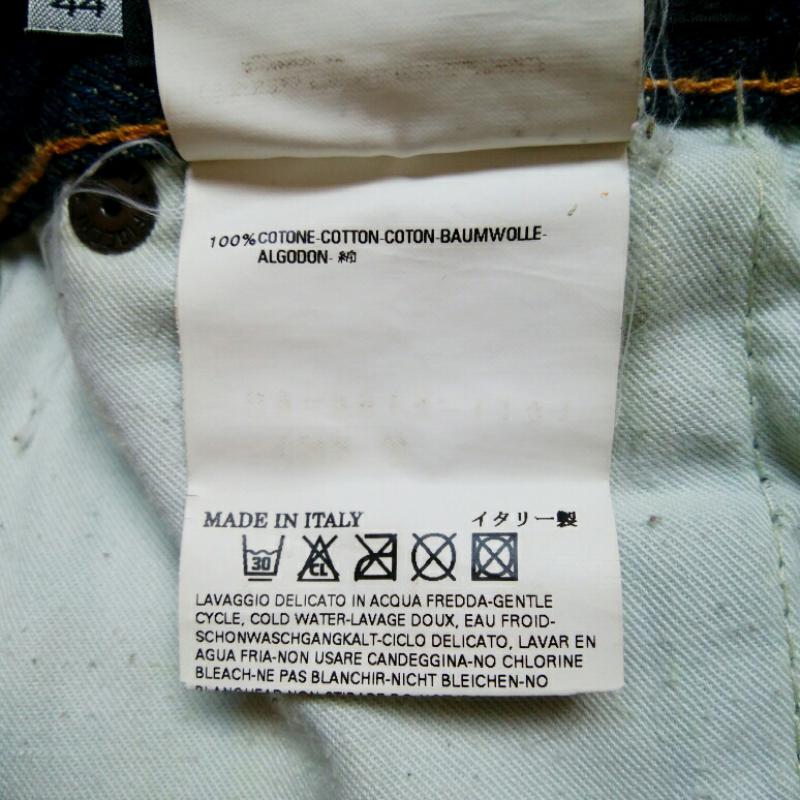 44
100% COTONE-COTTON-COTON-BAUMWOLLE-
ALGODON- 綿
MADE IN ITALY イタリー製
30 CL
LAVAGGIO DELICATO IN ACQUA FREDDA-GENTLE
CYCLE, COLD WATER-LAVAGE DOUX, EAU FROID-
SCHONWASCHGANGKALT-CICLO DELICATO, LAVAR EN
AGUA FRIA-NON USARE CANDEGGINA-NO CHLORINE
BLEACH-NE PAS BLANCHIR-NICHT BLEICHEN-NO